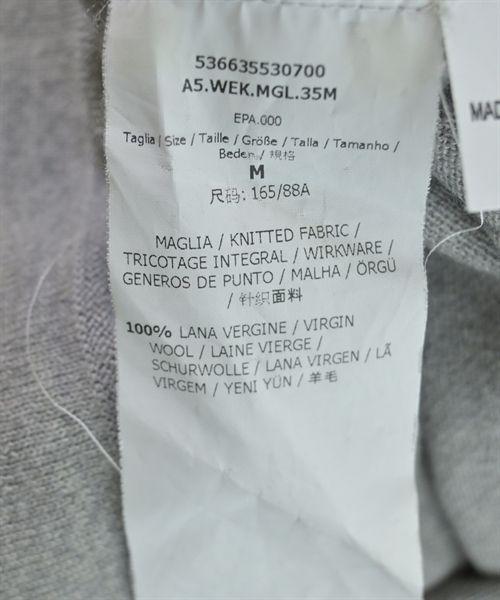 536635530700
A5.WEK.MGL.35M
EPA.000
Taglia / Size / Taille / Größe / Talla / Tamanho /
Beden / 规格
M
尺码: 165/88A
MAGLIA / KNITTED FABRIC /
TRICOTAGE INTEGRAL / WIRKWARE /
GENEROS DE PUNTO / MALHA / ÖRGÜ
/ 针织面料
100% LANA VERGINE / VIRGIN
WOOL / LAINE VIERGE /
SCHURWOLLE / LANA VIRGEN / LÃ
VIRGEM / YENI YÜN / 羊毛
MAD